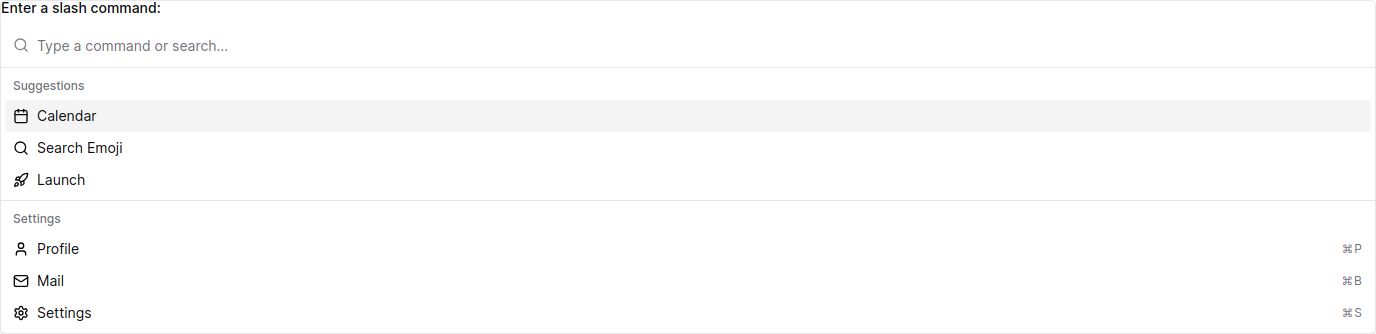 Enter a slash command:
Type a command or search...
Suggestions
Calendar
Search Emoji
Launch
Settings
Profile ⌘P
Mail ⌘B
Settings ⌘S